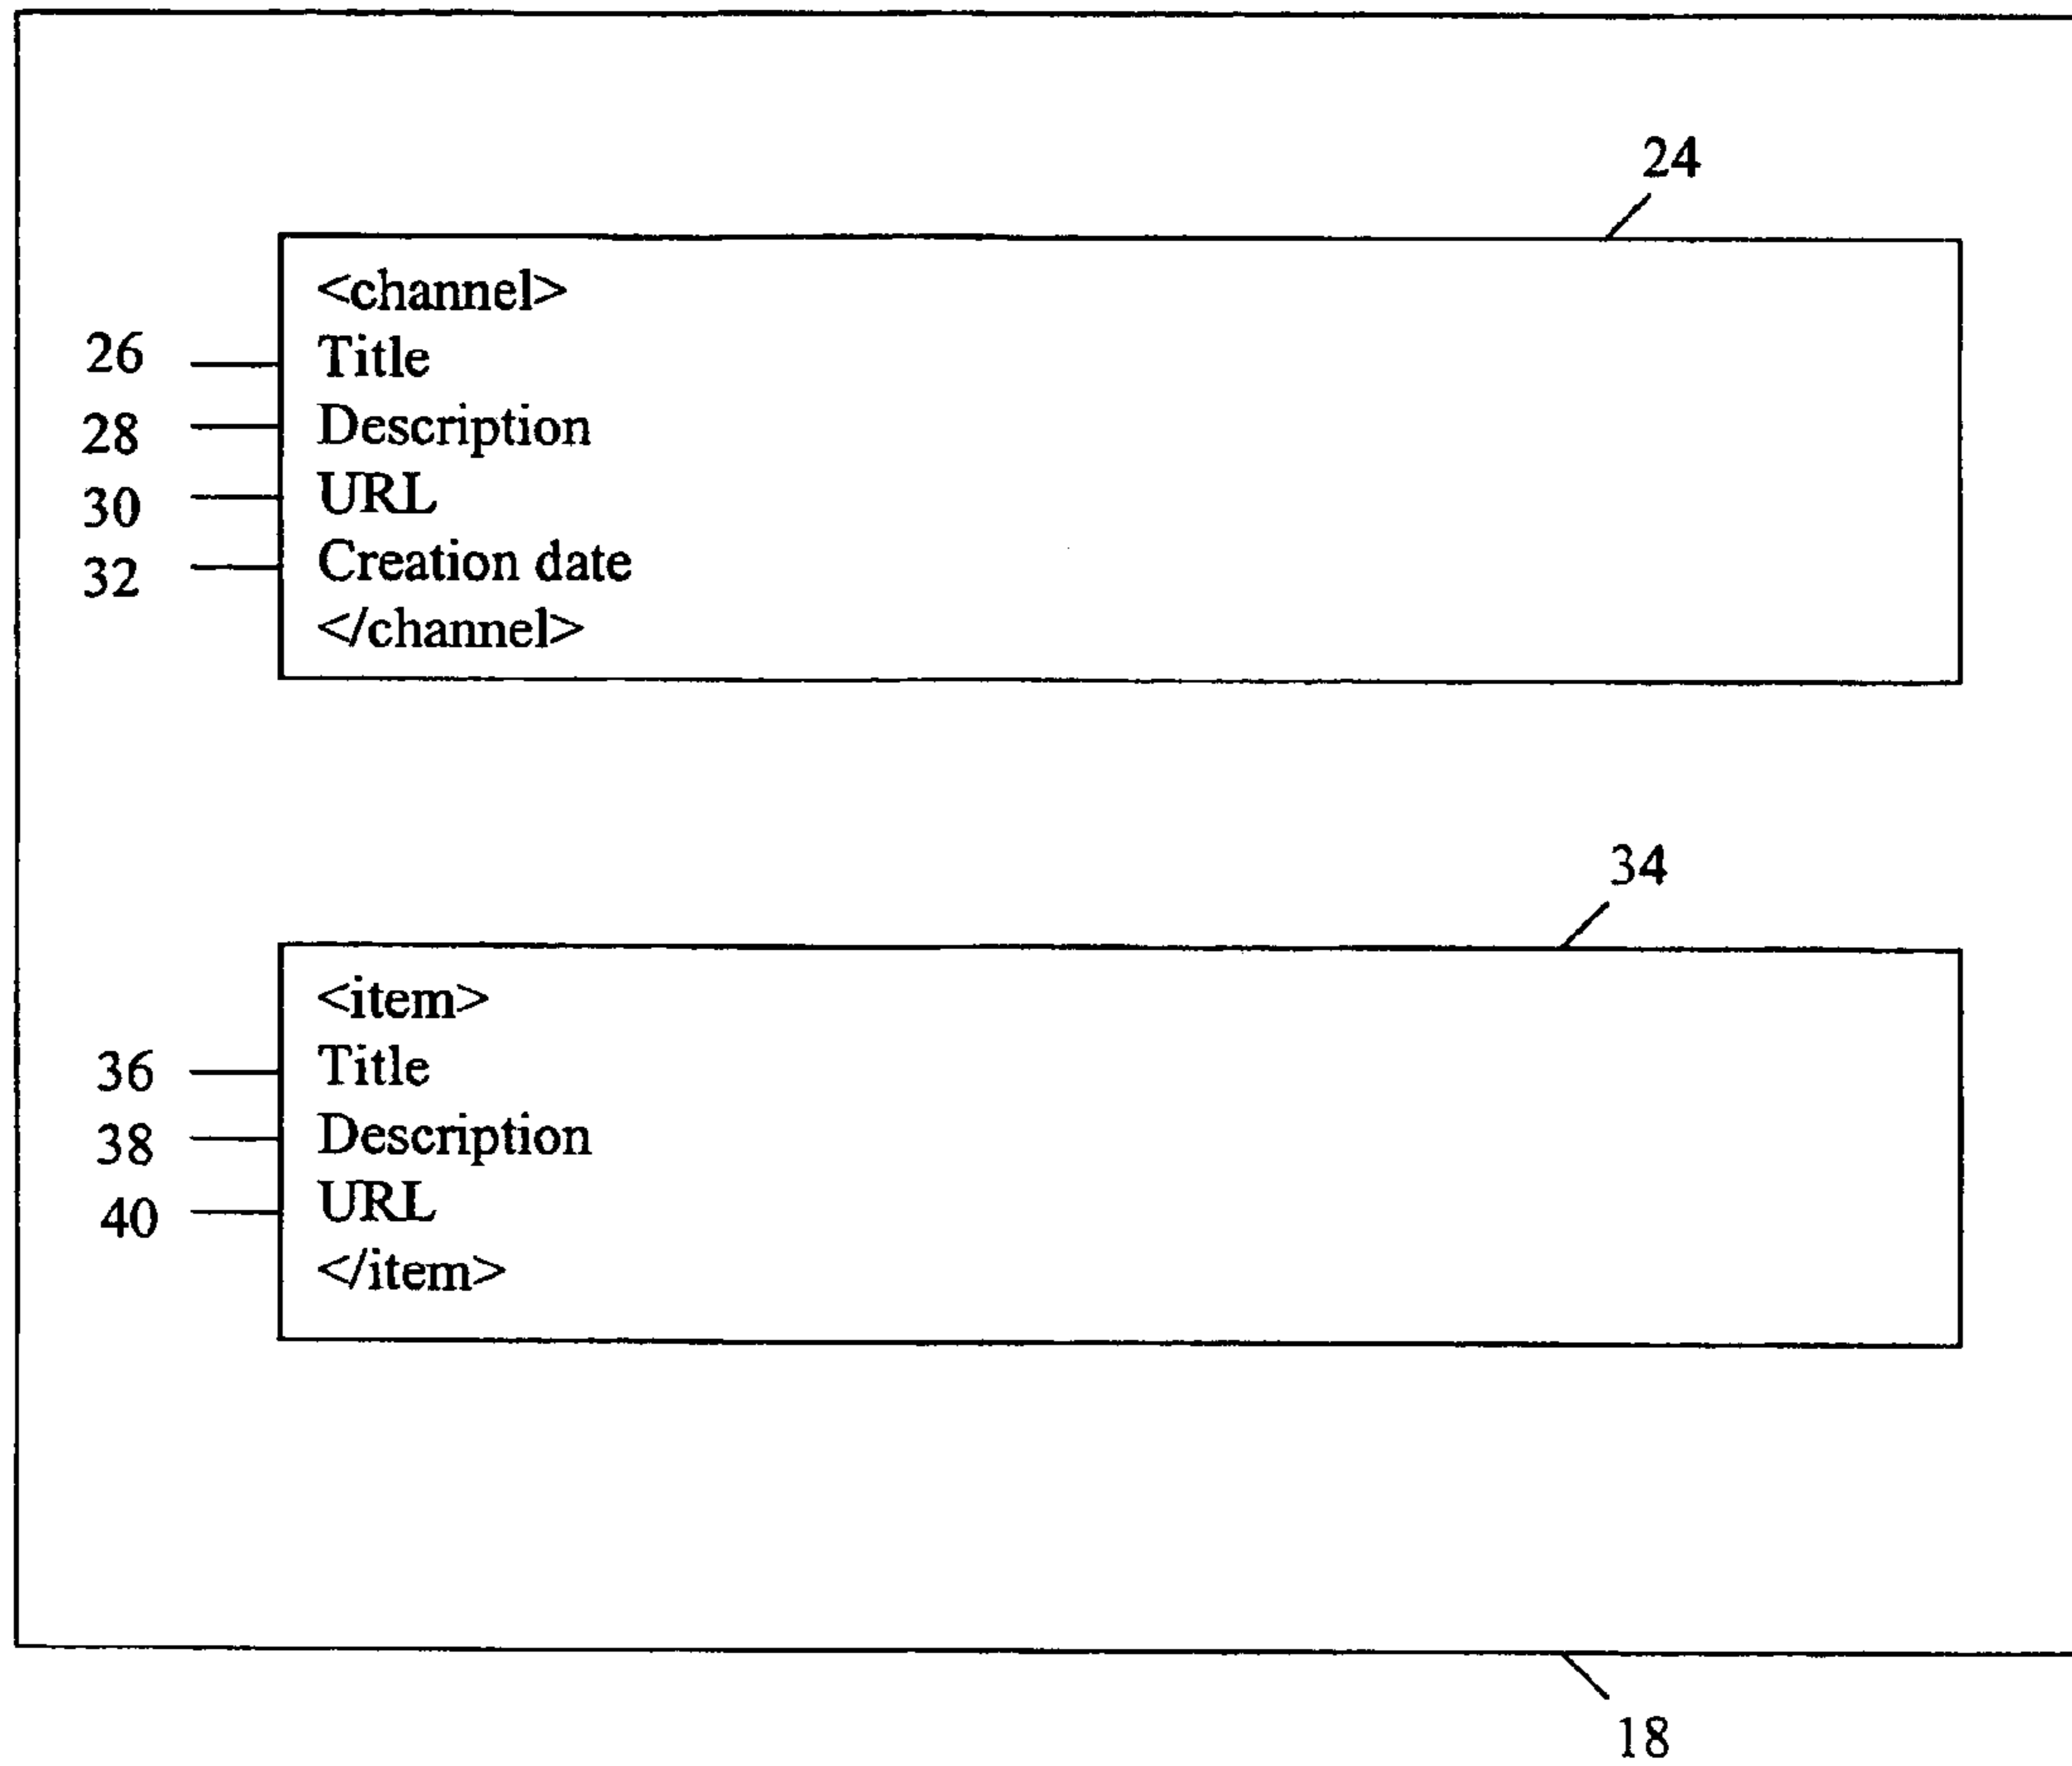 24
<channel>
26 Title
28 Description
30 URL
32 Creation date
</channel>
34
<item>
36 Title
38 Description
40 URL
</item>
18